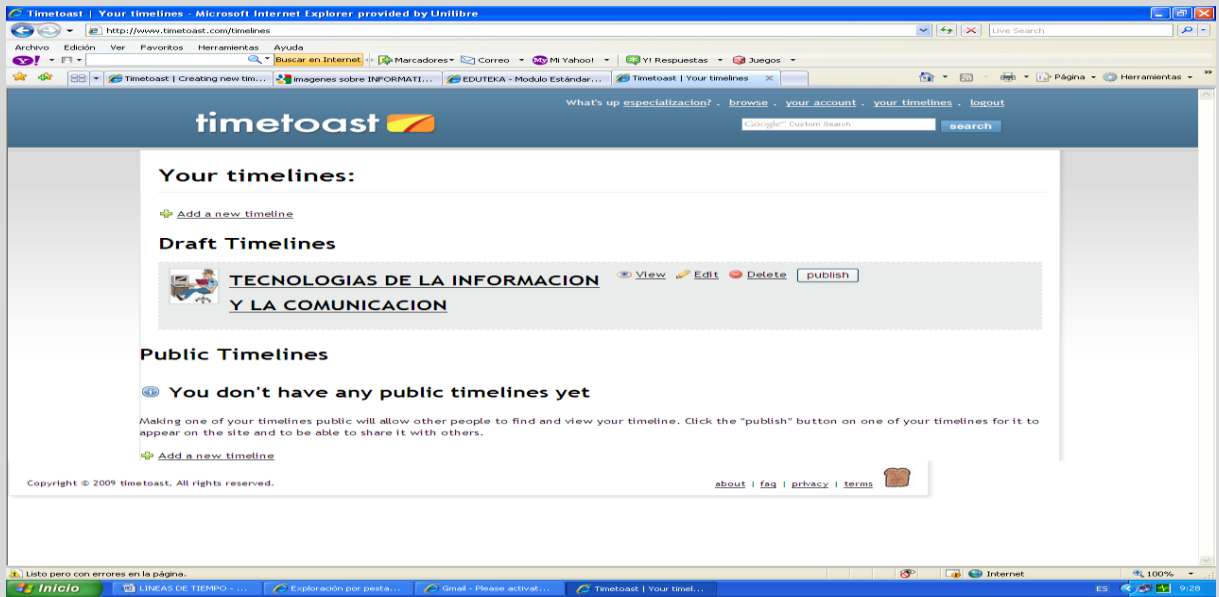 Timetoast | Your timelines - Microsoft Internet Explorer provided by Unilibre
http://www.timetoast.com/timelines
Live Search
Archivo Edición Ver Favoritos Herramientas Ayuda
Y! Buscar en Internet Marcadores Correo My Mi Yahoo! Y! Respuestas Juegos
Timetoast | Creating new tim... imagenes sobre INFORMATI... EDUTEKA - Modulo Estándar... Timetoast | Your timelines Página Herramientas
What's up especializacion? . browse . your account . your timelines . logout
timetoast
Google™ Custom Search search
Your timelines:
Add a new timeline
Draft Timelines
TECNOLOGIAS DE LA INFORMACION View Edit Delete publish
Y LA COMUNICACION
Public Timelines
You don't have any public timelines yet
Making one of your timelines public will allow other people to find and view your timeline. Click the "publish" button on one of your timelines for it to
appear on the site and to be able to share it with others.
Add a new timeline
Copyright © 2009 timetoast, All rights reserved. about | faq | privacy | terms
Listo pero con errores en la página. Internet 100%
Inicio LINEAS DE TIEMPO - ... Exploración por pesta... Gmail - Please activat... Timetoast | Your timel... ES 9:28